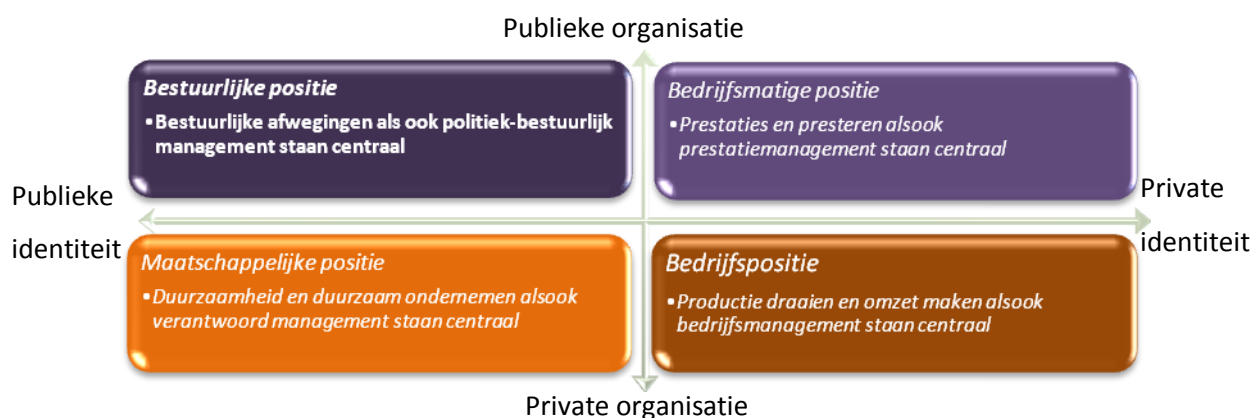 Publieke organisatie
Bestuurlijke positie
•Bestuurlijke afwegingen als ook politiek-bestuurlijk
management staan centraal
Bedrijfsmatige positie
•Prestaties en presteren alsook
prestatiemanagement staan centraal
Publieke
identiteit
Private
identiteit
Maatschappelijke positie
•Duurzaamheid en duurzaam ondernemen alsook
verantwoord management staan centraal
Bedrijfspositie
•Productie draaien en omzet maken alsook
bedrijfsmanagement staan centraal
Private organisatie